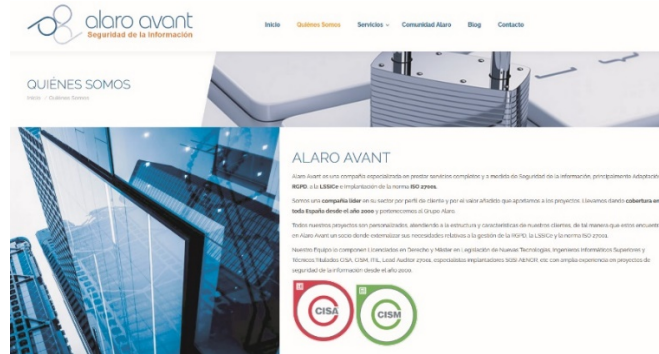 alaro avant
Seguridad de la Información
Inicio
Quiénes Somos
Servicios
Comunidad Alaro
Blog
Contacto
QUIÉNES SOMOS
Inicio / Quiénes Somos
ALARO AVANT
Alaro Avant es una compañía especializada en prestar servicios completos y a medida de Seguridad de la Información, principalmente Adaptación
RGPD, a la LSSICe e Implantación de la norma ISO 27001.
Somos una compañía líder en su sector por perfil de cliente y por el valor añadido que aportamos a los proyectos. Llevamos dando cobertura en
toda España desde el año 2000 y pertenecemos al Grupo Alaro.
Todos nuestros proyectos son personalizados, atendiendo a la estructura y características de nuestros clientes, de tal manera que estos encuentran
en Alaro Avant un socio donde externalizar sus necesidades relativas a la gestión de la RGPD, la LSSICe y la norma ISO 27001.
Nuestro Equipo lo componen Licenciados en Derecho y Máster en Legislación de Nuevas Tecnologías, Ingenieros Informáticos Superiores y
Técnicos Titulados CISA, CISM, ITIL, Lead Auditor 27001, especialistas implantadores SGSI-AENOR, etc con amplia experiencia en proyectos de
seguridad de la información desde el año 2000.
CISA
CISM